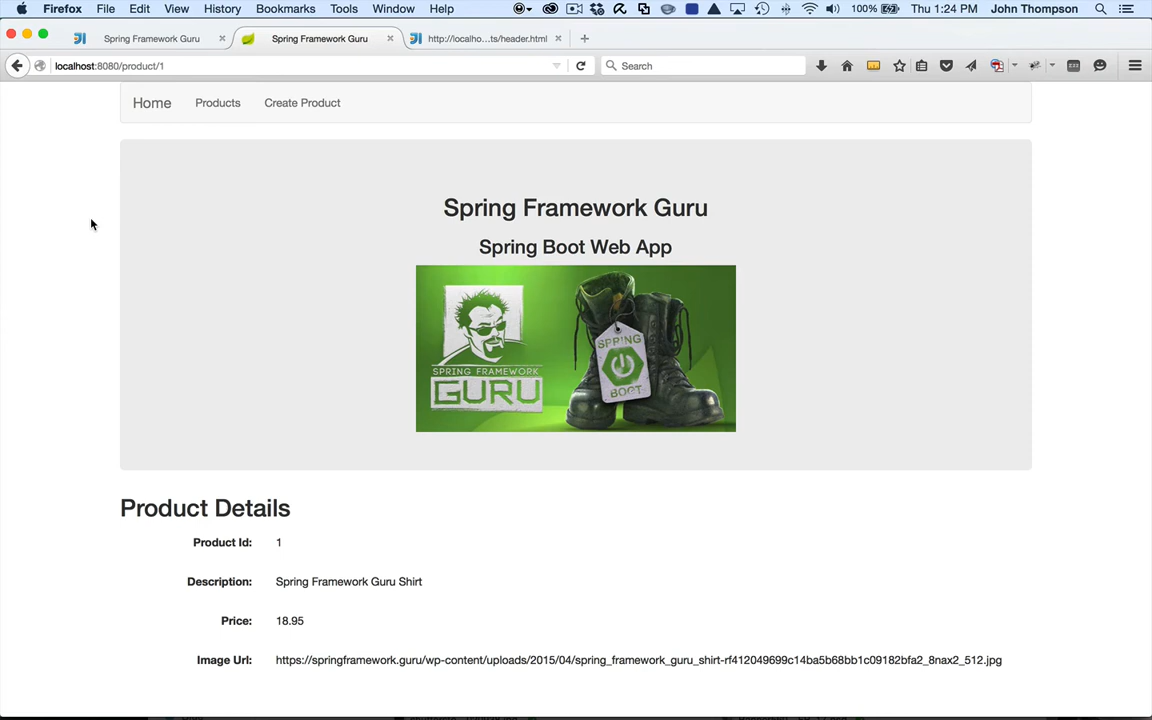 Firefox File Edit View History Bookmarks Tools Window Help 100% Thu 1:24 PM John Thompson
Spring Framework Guru × Spring Framework Guru × http://localho...ts/header.html × +
localhost:8080/product/1 Search
Home Products Create Product
Spring Framework Guru
Spring Boot Web App
SPRING FRAMEWORK
GURU
SPRING
BOOT
Product Details
Product Id: 1
Description: Spring Framework Guru Shirt
Price: 18.95
Image Url: https://springframework.guru/wp-content/uploads/2015/04/spring_framework_guru_shirt-rf412049699c14ba5b68bb1c09182bfa2_8nax2_512.jpg